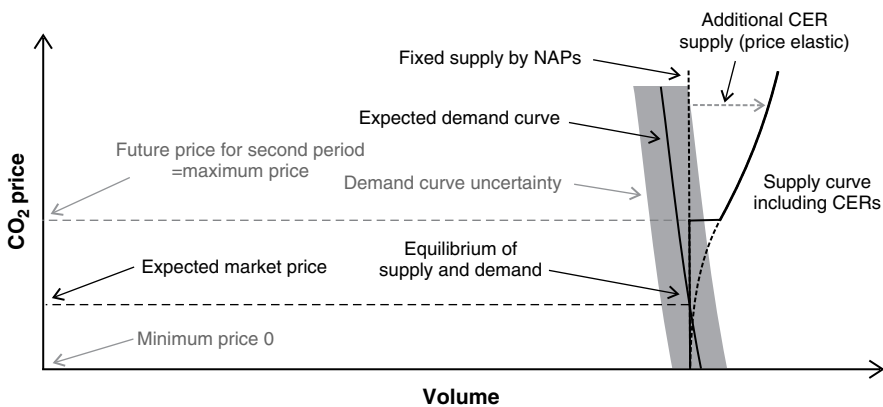 Additional CER
supply (price elastic)
Fixed supply by NAPs
Expected demand curve
Future price for second period
=maximum price
Demand curve uncertainty
Supply curve
including CERs
CO₂ price
Equilibrium of
supply and demand
Expected market price
Minimum price 0
Volume